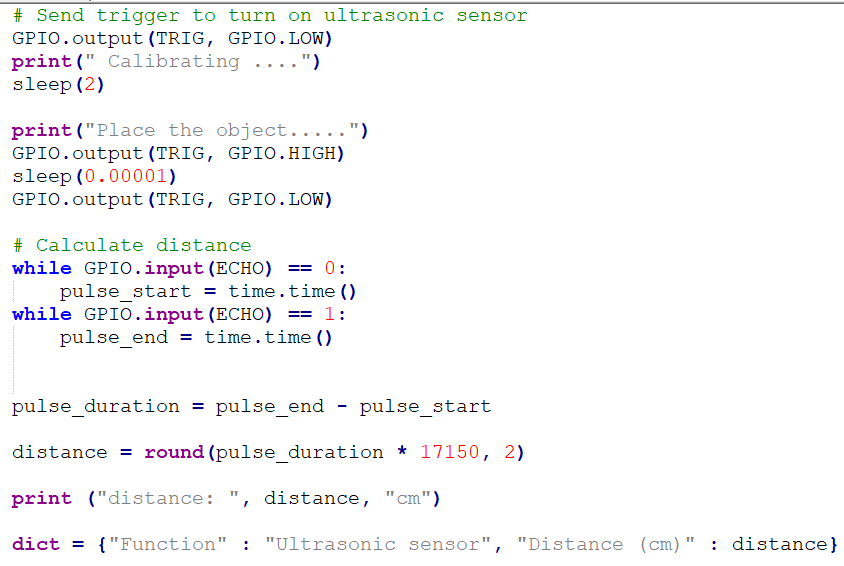 # Send trigger to turn on ultrasonic sensor
GPIO.output(TRIG, GPIO.LOW)
print(" Calibrating ....")
sleep(2)
print("Place the object.....")
GPIO.output(TRIG, GPIO.HIGH)
sleep(0.00001)
GPIO.output(TRIG, GPIO.LOW)
# Calculate distance
while GPIO.input(ECHO) == 0:
    pulse_start = time.time()
while GPIO.input(ECHO) == 1:
    pulse_end = time.time()
pulse_duration = pulse_end - pulse_start
distance = round(pulse_duration * 17150, 2)
print ("distance: ", distance, "cm")
dict = {"Function" : "Ultrasonic sensor", "Distance (cm)" : distance}